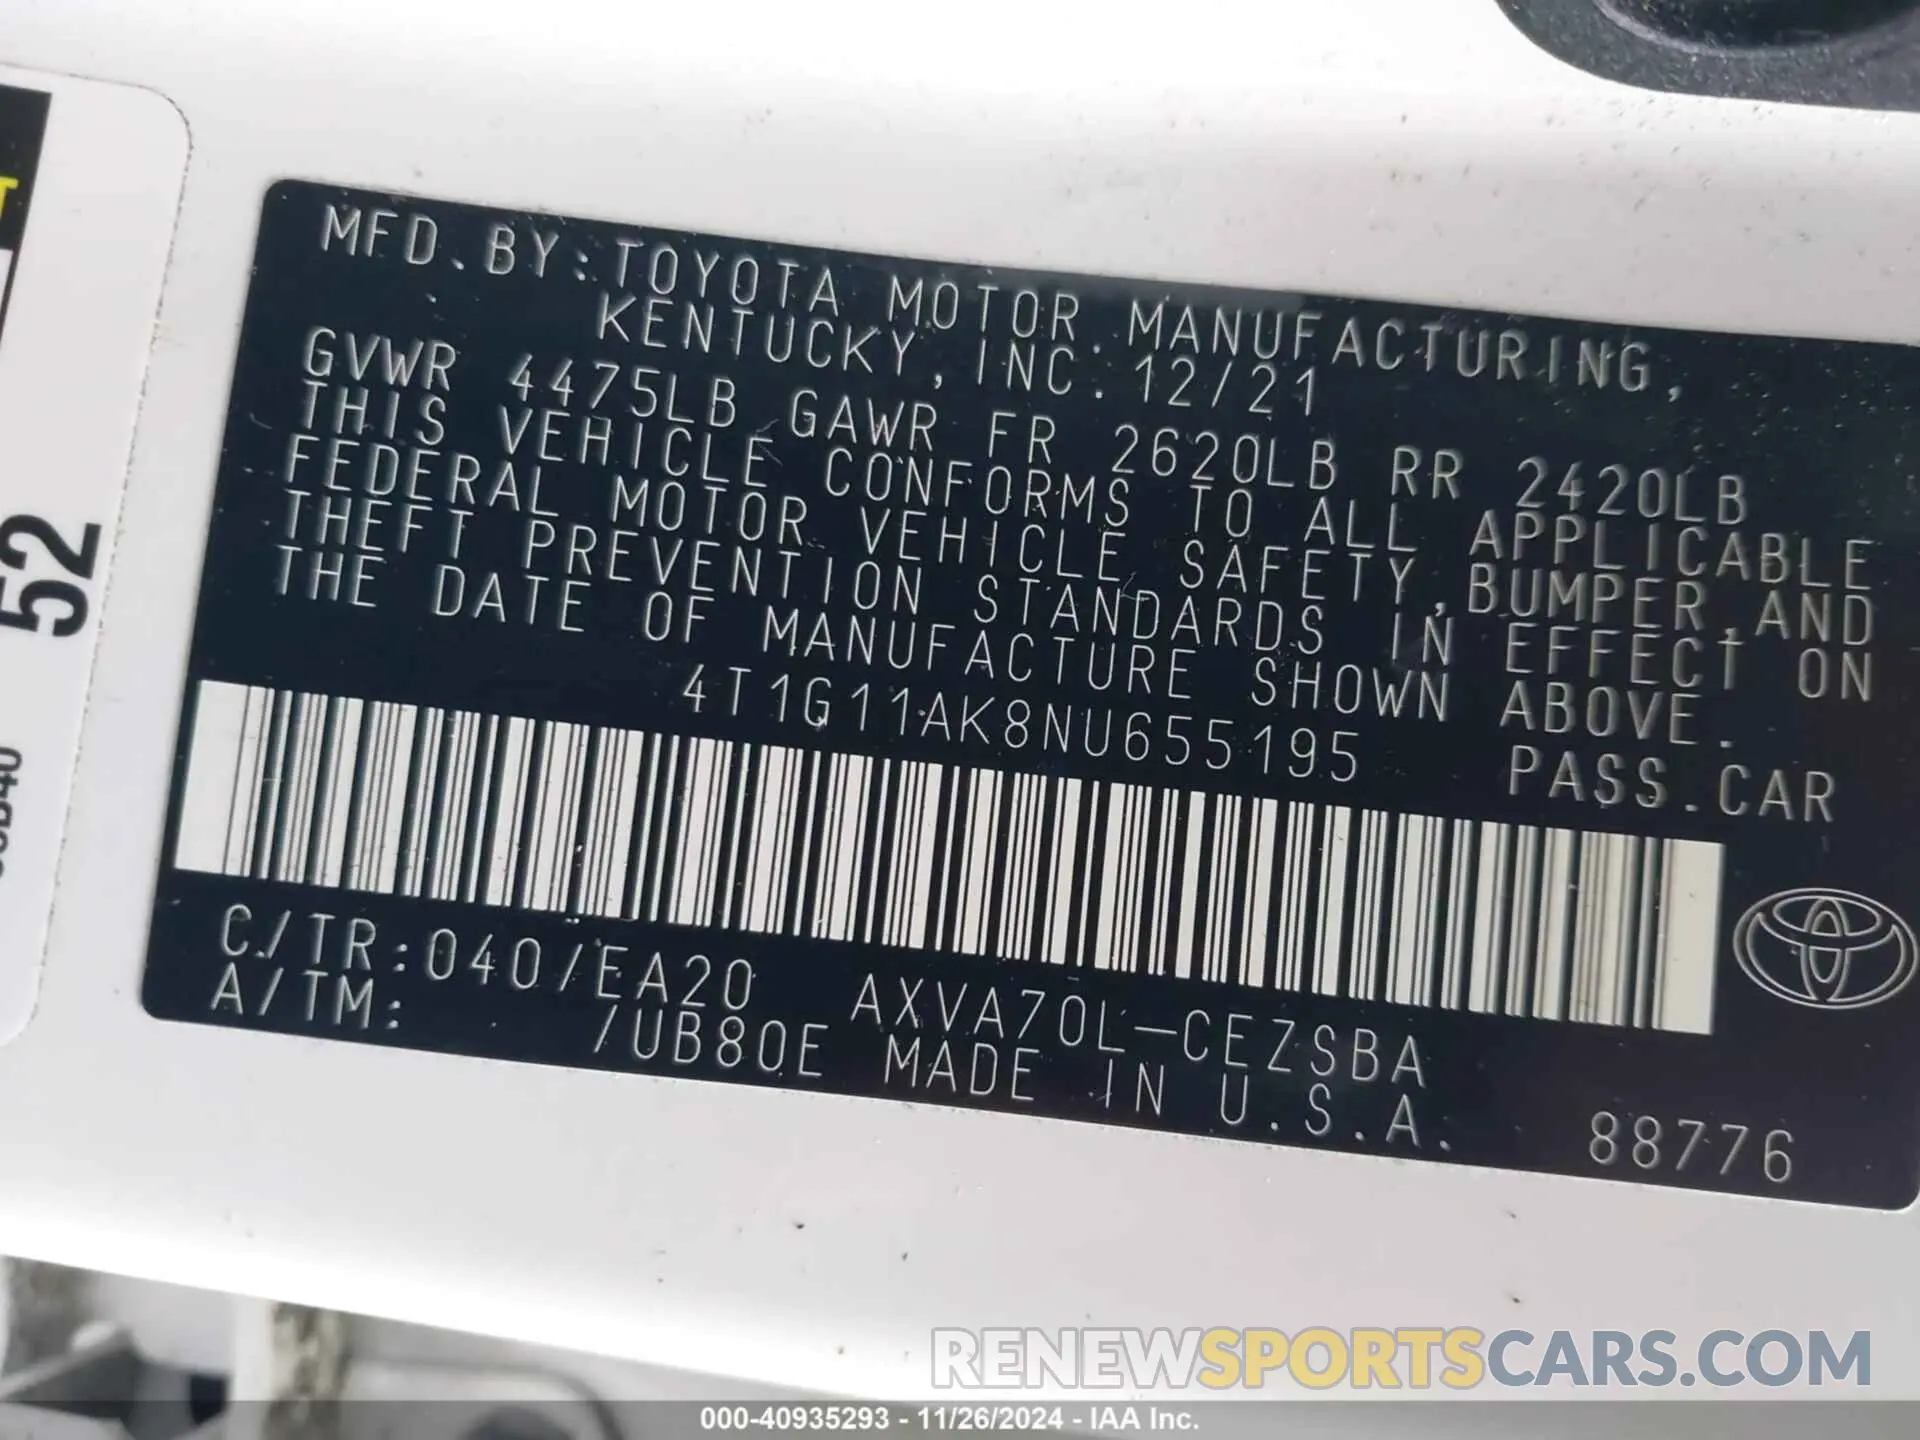 MFD.BY:TOYOTA MOTOR MANUFACTURING,
KENTUCKY, INC. 12/21
GVWR 4475LB GAWR FR 2620LB RR 2420LB
THIS VEHICLE CONFORMS TO ALL APPLICABLE
FEDERAL MOTOR VEHICLE SAFETY,BUMPER,AND
THEFT PREVENTION STANDARDS IN EFFECT ON
THE DATE OF MANUFACTURE SHOWN ABOVE.
4T1G11AK8NU655195 PASS.CAR
C/TR:040/EA20 AXVA70L-CEZSBA
A/TM: /UB80E MADE IN U.S.A.
88776
52
RENEWSPORTSCARS.COM
000-40935293 - 11/26/2024 - IAA Inc.